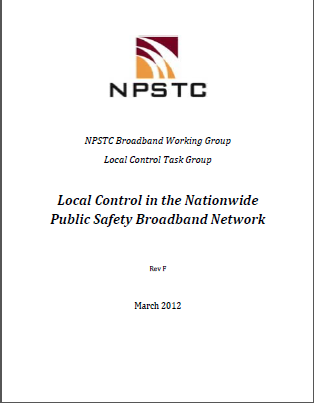 NPSTC
NPSTC Broadband Working Group
Local Control Task Group
Local Control in the Nationwide
Public Safety Broadband Network
Rev F
March 2012